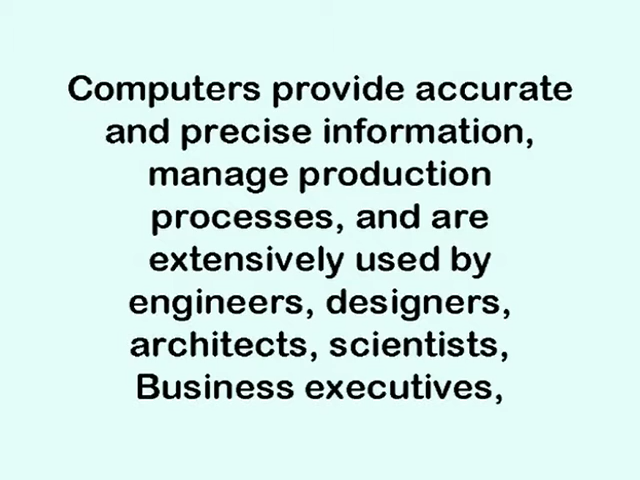 Computers provide accurate
and precise information,
manage production
processes, and are
extensively used by
engineers, designers,
architects, scientists,
Business executives,